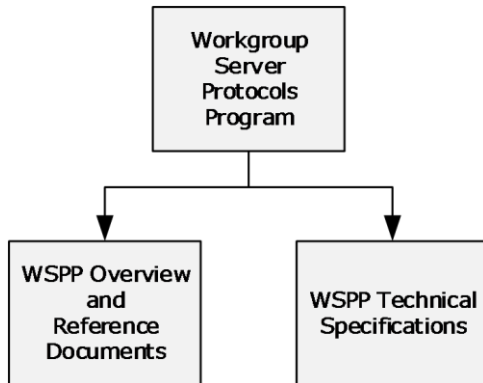 Workgroup
Server
Protocols
Program
WSPP Overview
and
Reference
Documents
WSPP Technical
Specifications